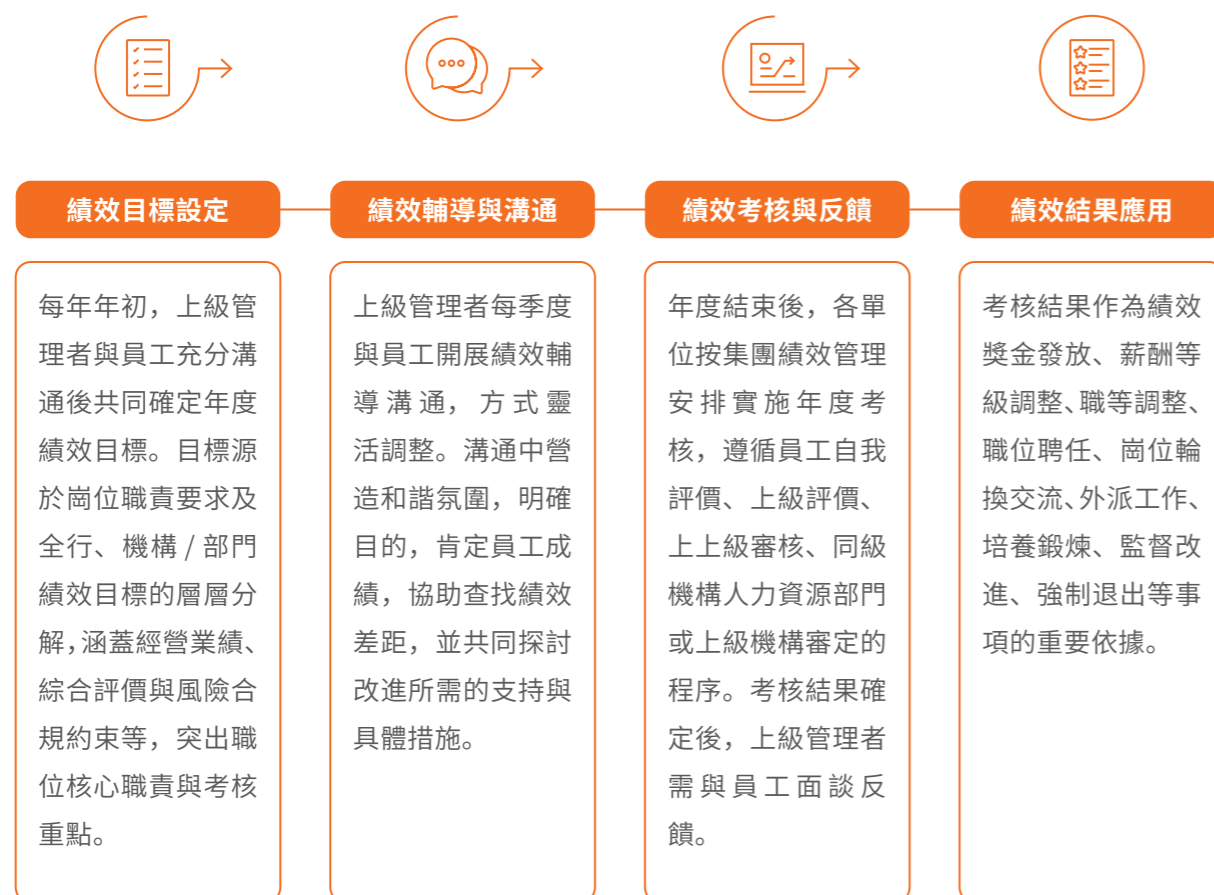 績效目標設定
每年年初，上級管
理者與員工充分溝
通後共同確定年度
績效目標。目標源
於崗位職責要求及
全行、機構 / 部門
績效目標的層層分
解，涵蓋經營業績、
綜合評價與風險合
規約束等，突出職
位核心職責與考核
重點。
績效輔導與溝通
上級管理者每季度
與員工開展績效輔
導溝通，方式靈
活調整。溝通中營
造和諧氛圍，明確
目的，肯定員工成
績，協助查找績效
差距，並共同探討
改進所需的支持與
具體措施。
績效考核與反饋
年度結束後，各單
位按集團績效管理
安排實施年度考
核，遵循員工自我
評價、上級評價、
上上級審核、同級
機構人力資源部門
或上級機構審定的
程序。考核結果確
定後，上級管理者
需與員工面談反
饋。
績效結果應用
考核結果作為績效
獎金發放、薪酬等
級調整、職等調整、
職位聘任、崗位輪
換交流、外派工作、
培養鍛煉、監督改
進、強制退出等事
項的重要依據。